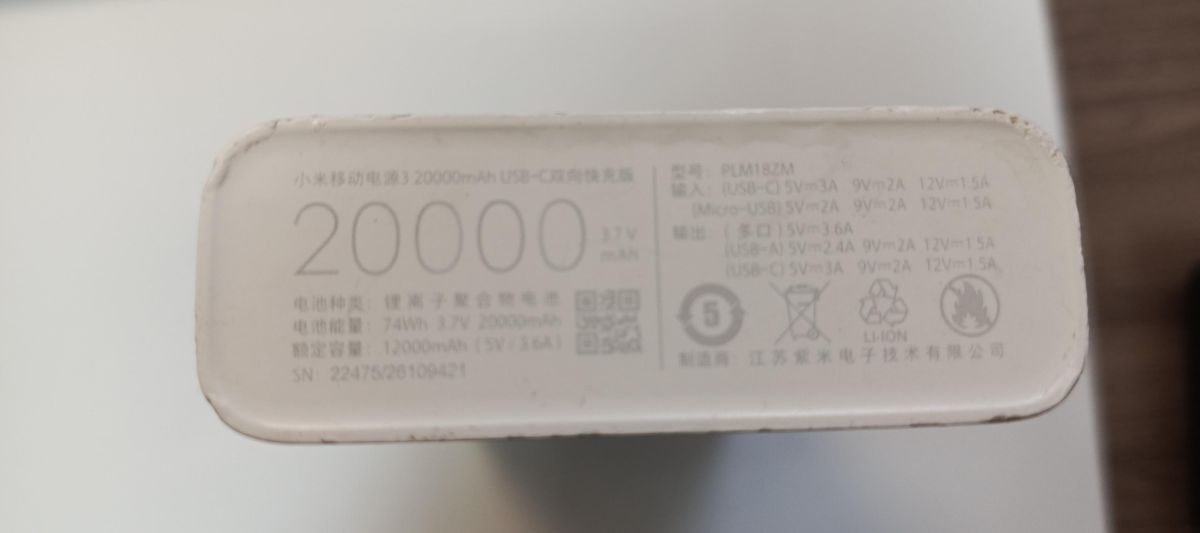 小米移动电源3 20000mAh USB-C双向快充版
20000 3.7V mAh
电池种类：锂离子聚合物电池
电池能量：74Wh 3.7V 20000mAh
额定容量：12000mAh（5V/3.6A）
SN：22475/26109421
型号：PLM18ZM
输入：(USB-C) 5V⎓3A 9V⎓2A 12V⎓1.5A
(Micro-USB) 5V⎓2A 9V⎓2A 12V⎓1.5A
输出：(多口) 5V⎓3.6A
(USB-A) 5V⎓2.4A 9V⎓2A 12V⎓1.5A
(USB-C) 5V⎓3A 9V⎓2A 12V⎓1.5A
5
LI-ION
制造商：江苏紫米电子技术有限公司